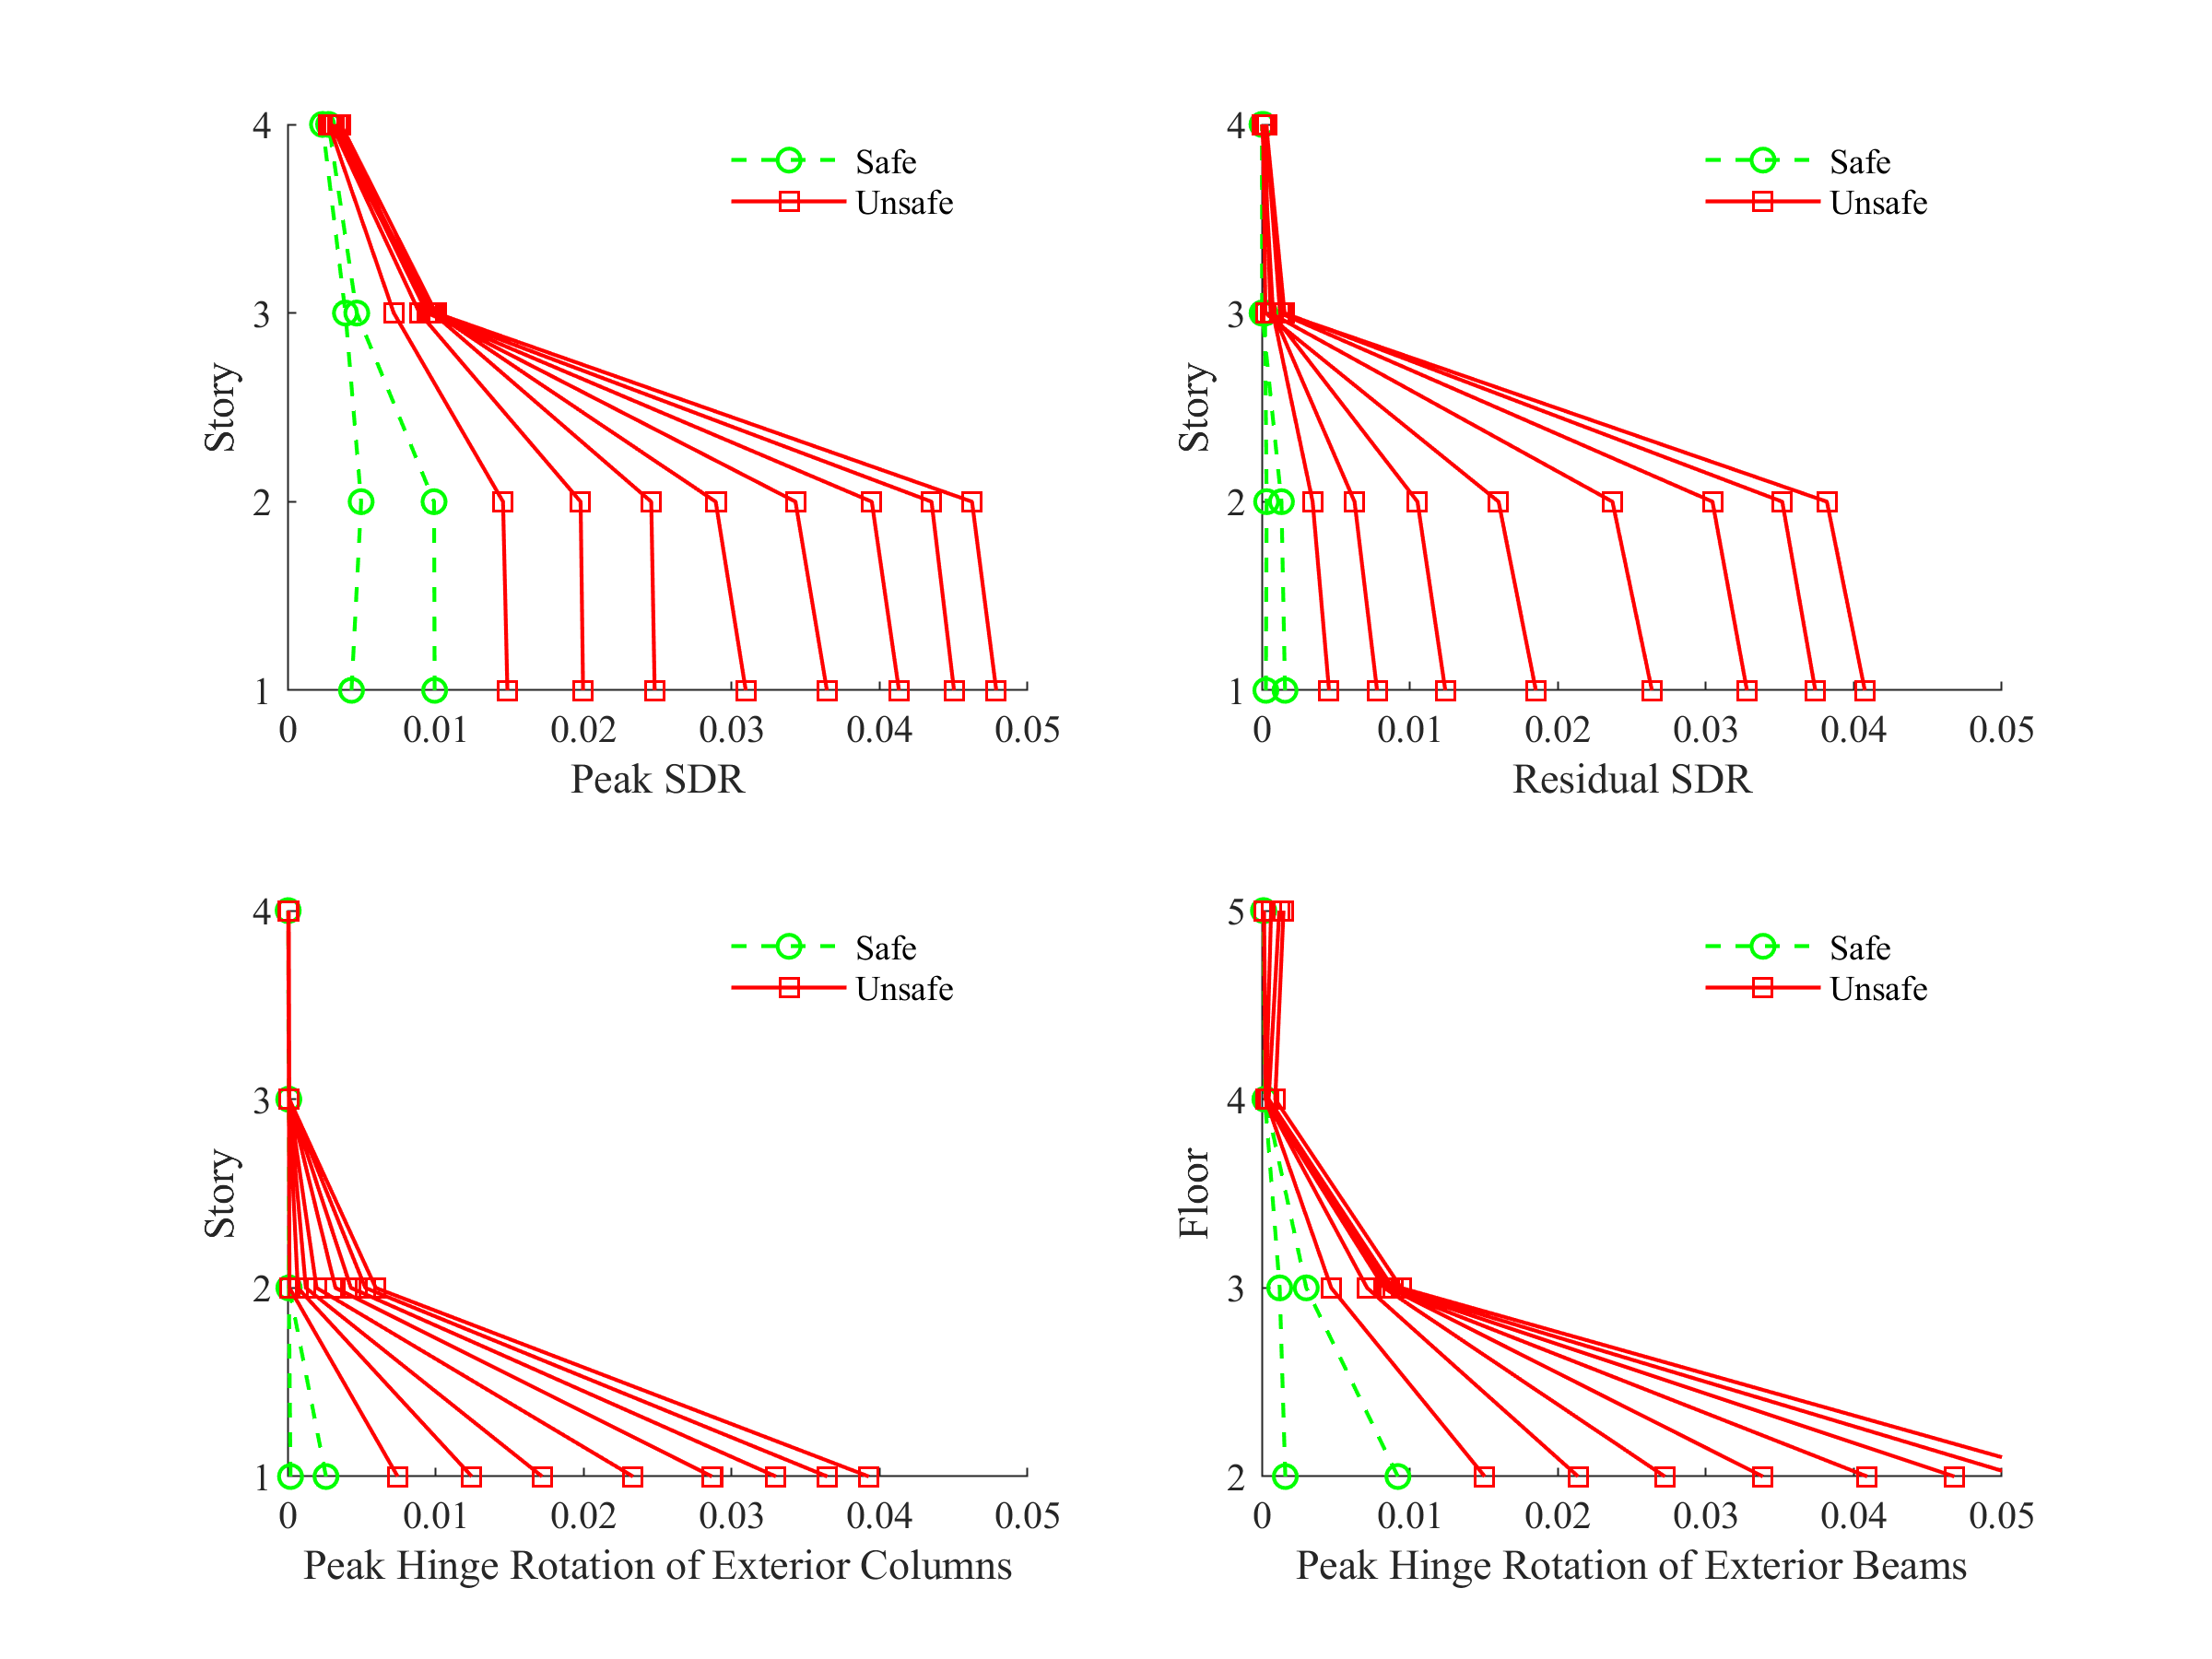 4
3
2
1
Story
0 0.01 0.02 0.03 0.04 0.05
Peak SDR
Safe
Unsafe
4
3
2
1
Story
0 0.01 0.02 0.03 0.04 0.05
Residual SDR
Safe
Unsafe
4
3
2
1
Story
0 0.01 0.02 0.03 0.04 0.05
Peak Hinge Rotation of Exterior Columns
Safe
Unsafe
5
4
3
2
Floor
0 0.01 0.02 0.03 0.04 0.05
Peak Hinge Rotation of Exterior Beams
Safe
Unsafe